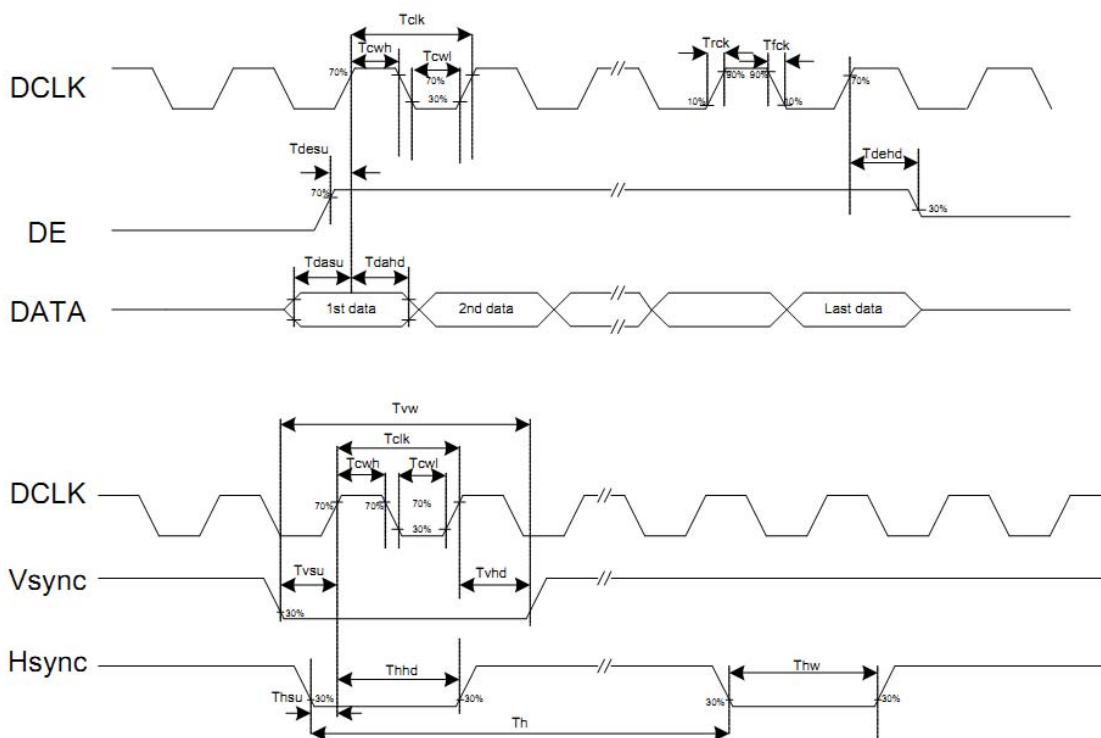 Tclk
Tcwh Tcwl Trck Tfck
DCLK 70% 70% 30% 10% 90% 90% 10% 70%
Tdesu Tdehd
70% 30%
DE
Tdasu Tdahd
DATA 1st data 2nd data Last data
Tvw
Tclk
Tcwh Tcwl
DCLK 70% 70% 70% 30%
Vsync Tvsu Tvhd
30%
Hsync Thhd Thw
Thsu 30% 30% 30% 30%
Th